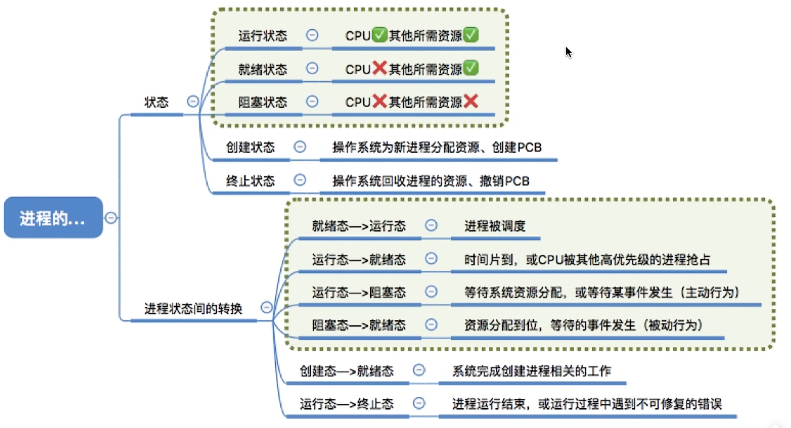 进程的...
状态
运行状态 CPU✅其他所需资源✅
就绪状态 CPU❌其他所需资源✅
阻塞状态 CPU❌其他所需资源❌
创建状态 操作系统为新进程分配资源、创建PCB
终止状态 操作系统回收进程的资源、撤销PCB
进程状态间的转换
就绪态—>运行态 进程被调度
运行态—>就绪态 时间片到，或CPU被其他高优先级的进程抢占
运行态—>阻塞态 等待系统资源分配，或等待某事件发生（主动行为）
阻塞态—>就绪态 资源分配到位，等待的事件发生（被动行为）
创建态—>就绪态 系统完成创建进程相关的工作
运行态—>终止态 进程运行结束，或运行过程中遇到不可修复的错误